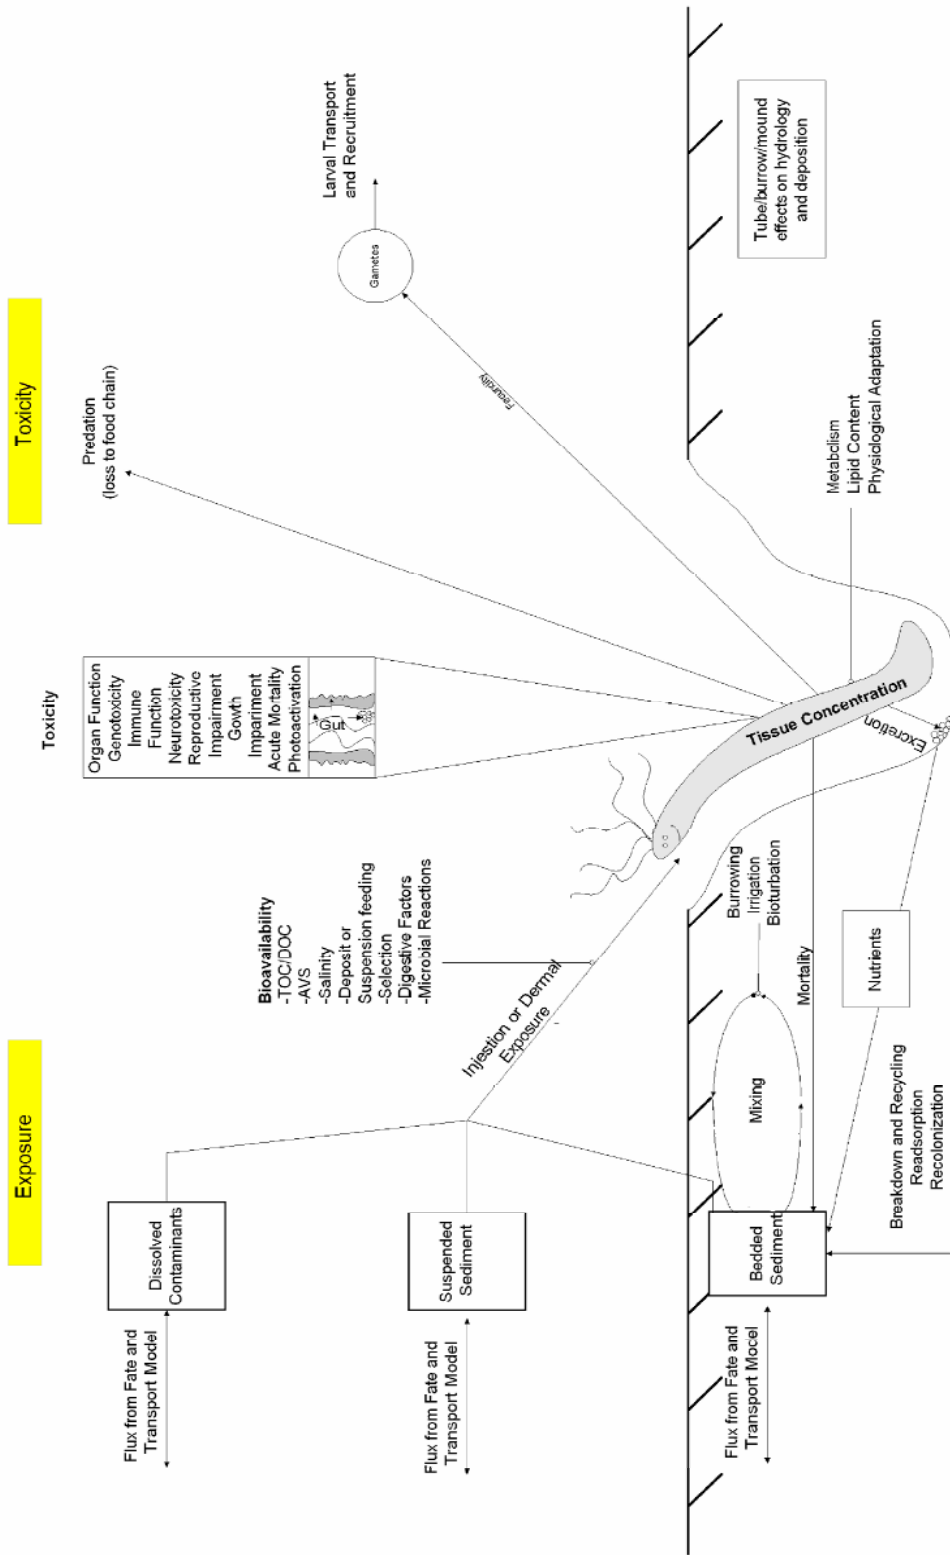 Exposure
Toxicity
Flux from Fate and
Transport Model
Dissolved
Contaminants
Flux from Fate and
Transport Model
Suspended
Sediment
Flux from Fate and
Transport Mocel
Bedded
Sediment
Bioavailability
-TOC/DOC
-AVS
-Salinity
-Deposit or
Suspension feeding
-Selection
-Digestive Factors
-Microbial Reactions
Injestion or Dermal
Exposure
Toxicity
Organ Function
Genotoxicity
Immune
Function
Neurotoxicity
Reproductive
Impairment
Gowth
Impariment
Acute Mortality
Photoactivation
Gut
Predation
(loss to food chain)
Larval Transport
and Recruitment
Gametes
Fecundity
Tissue Concentration
Excretion
Mixing
Burrowing
Irrigation
Bioturbation
Mortality
Nutrients
Breakdown and Recycling
Readsorption
Recolonization
Metabolism
Lipid Content
Physiological Adaptation
Tube/burrow/mound
effects on hydrology
and deposition